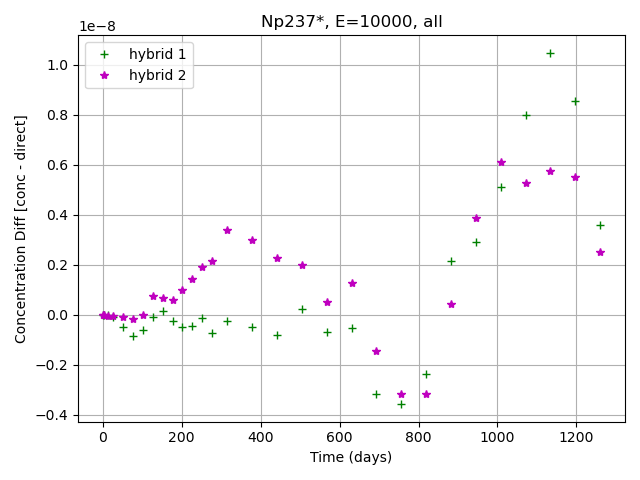 Np237*, E=10000, all
1e−8
hybrid 1
hybrid 2
1.0
0.8
0.6
0.4
0.2
0.0
−0.2
−0.4
Concentration Diff [conc - direct]
0 200 400 600 800 1000 1200
Time (days)